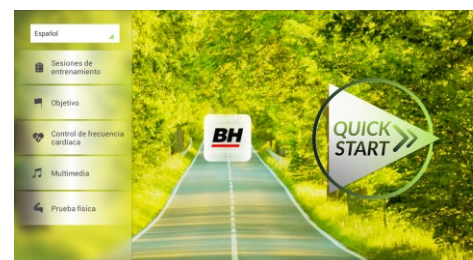 Español
Sesiones de
entrenamiento
Objetivo
Control de frecuencia
cardiaca
Multimedia
Prueba física
BH
QUICK
START